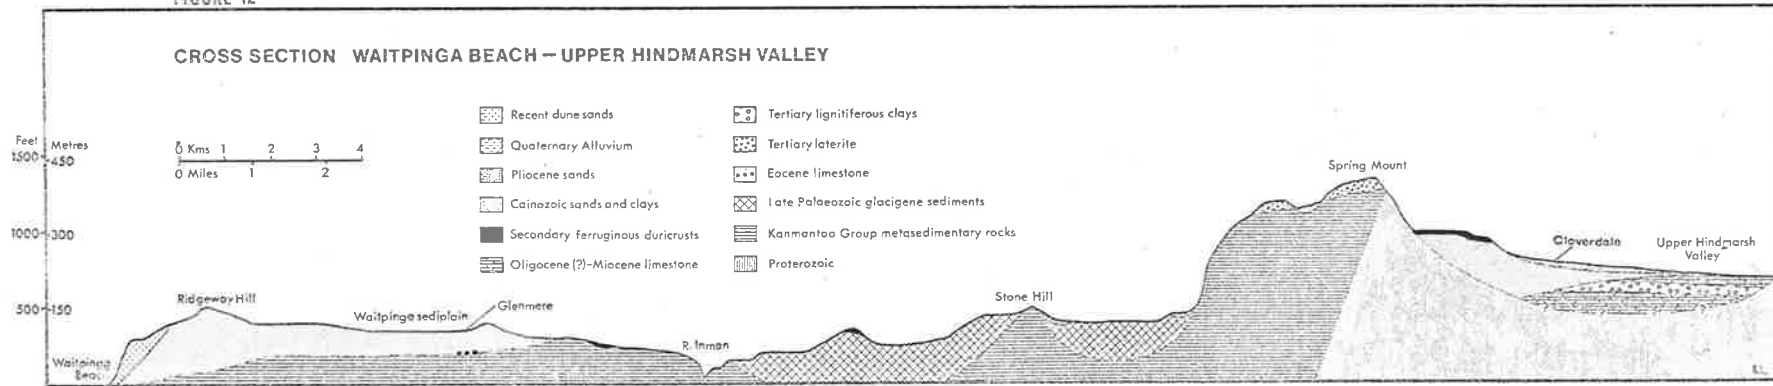 FIGURE 12
CROSS SECTION WAITPINGA BEACH – UPPER HINDMARSH VALLEY
Feet Metres
1500 450
1000 300
500 150
0 Kms 1 2 3 4
0 Miles 1 2
Recent dune sands
Quaternary Alluvium
Pliocene sands
Cainozoic sands and clays
Secondary ferruginous duricrusts
Oligocene (?)–Miocene limestone
Tertiary lignitiferous clays
Tertiary laterite
Eocene limestone
Late Palaeozoic glacigene sediments
Kanmantoo Group metasedimentary rocks
Proterozoic
Waitpinga
Beach
Ridgeway Hill
Waitpinga sediplain
Glenmere
R. Inman
Stone Hill
Spring Mount
Cloverdale
Upper Hindmarsh
Valley
? ? ?